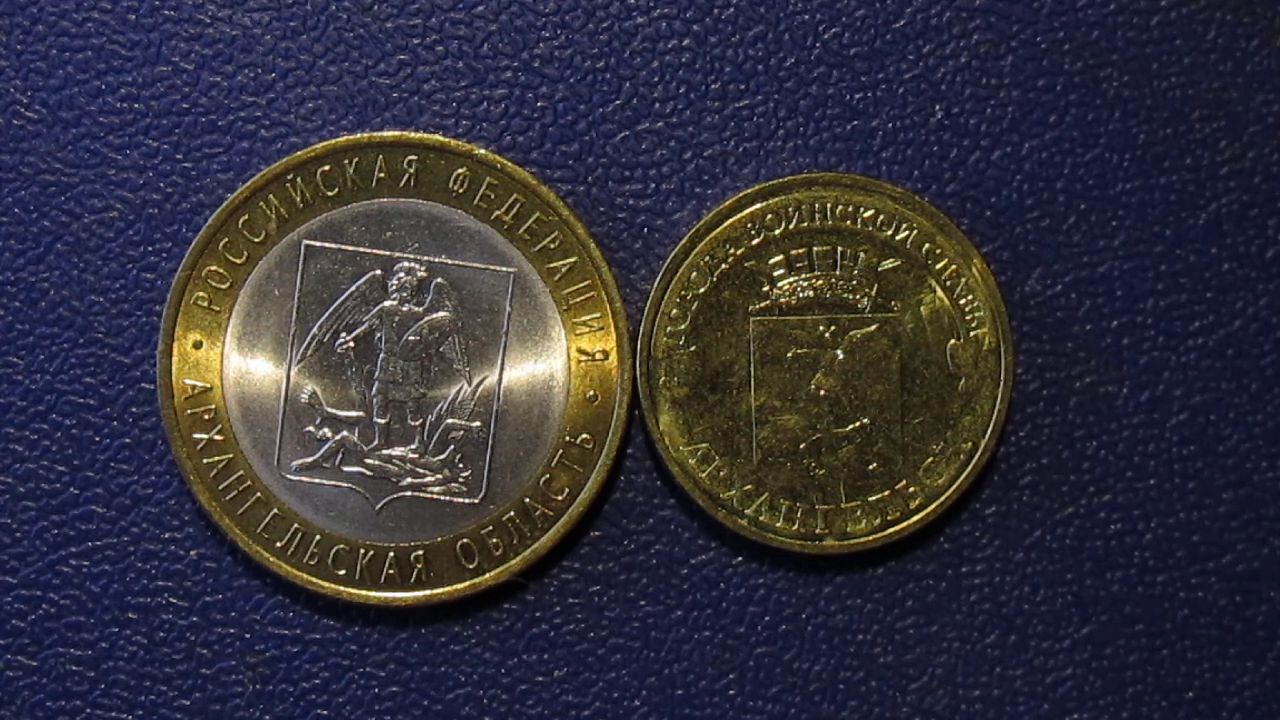 РОССИЙСКАЯ ФЕДЕРАЦИЯ
АРХАНГЕЛЬСКАЯ ОБЛАСТЬ
ГОРОДА ВОИНСКОЙ СЛАВЫ
АРХАНГЕЛЬСК